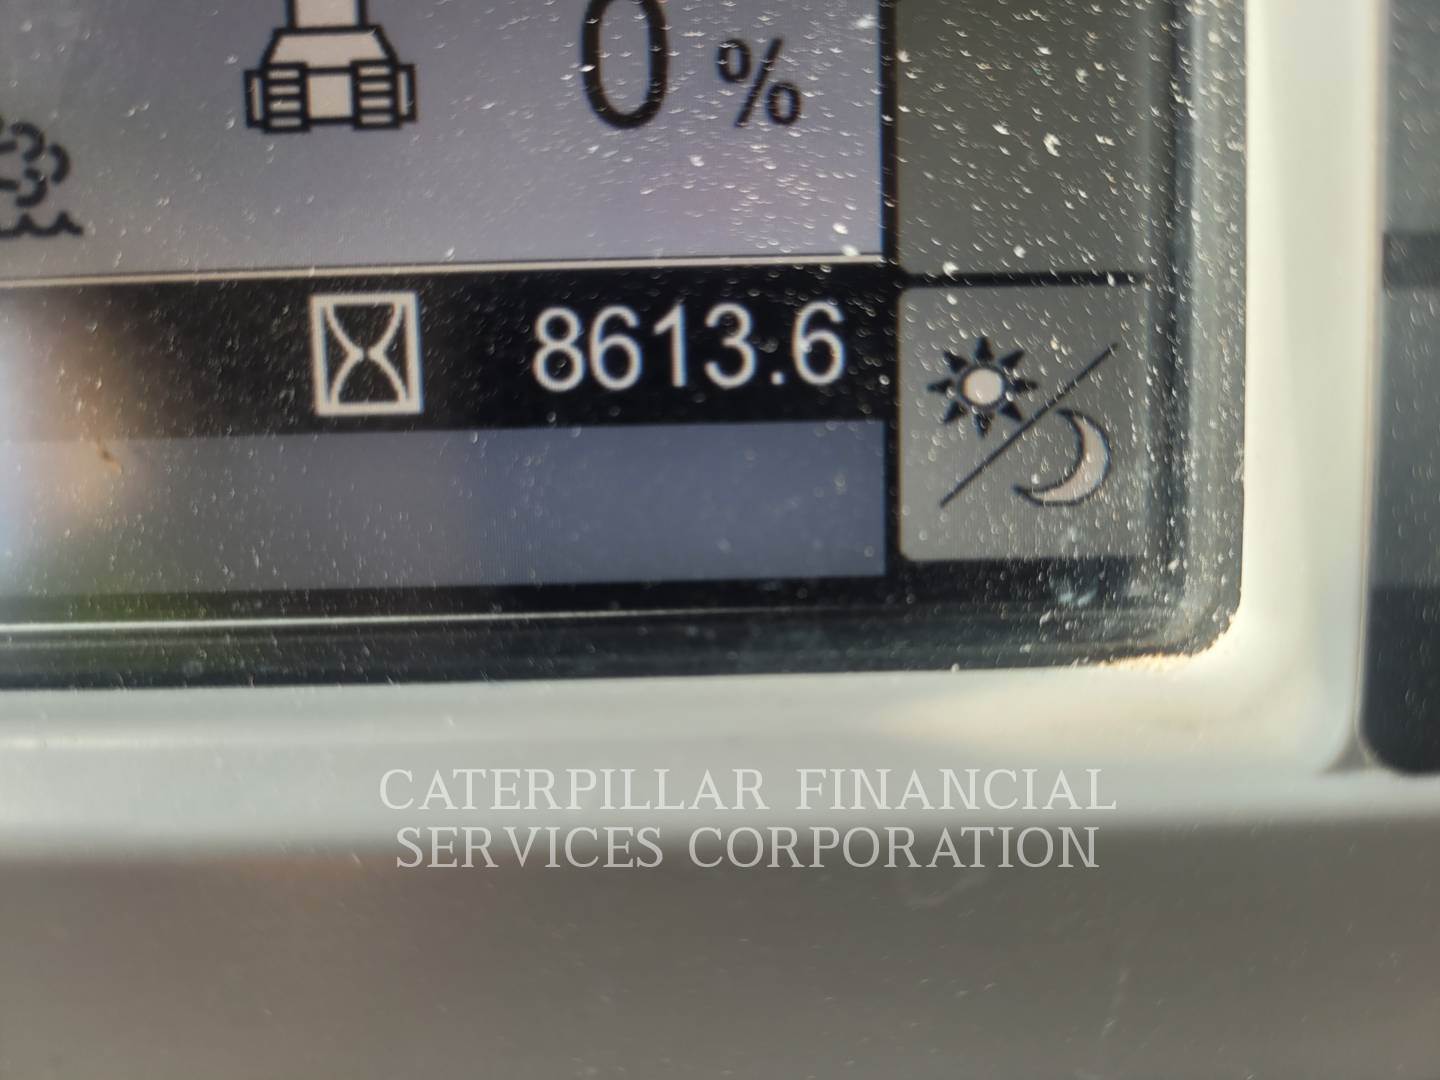 0 %
8613.6
CATERPILLAR FINANCIAL
SERVICES CORPORATION